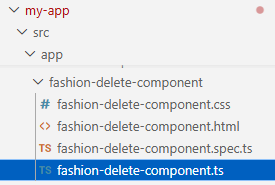 my-app
src
app
fashion-delete-component
# fashion-delete-component.css
<> fashion-delete-component.html
TS fashion-delete-component.spec.ts
TS fashion-delete-component.ts